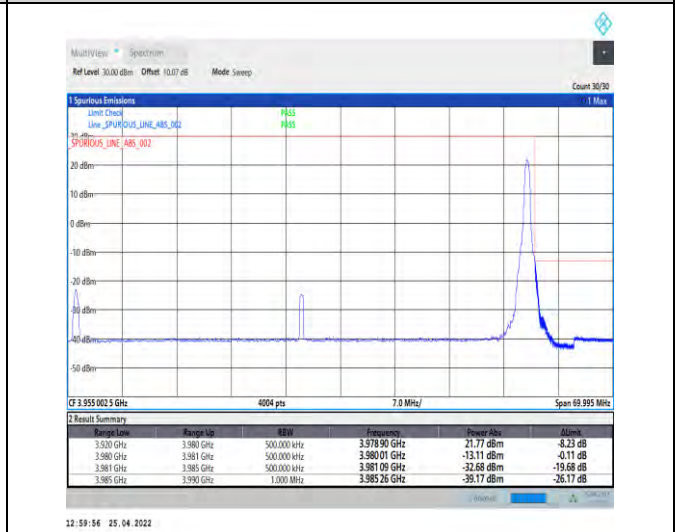 MultiView Spectrum
Ref Level 30.00 dBm Offset 10.07 dB Mode Sweep
Count 30/30
1 Spurious Emissions 1 Max
Limit Check PASS
Line _SPURIOUS_LINE_ABS_002 PASS
30 dBm
_SPURIOUS_LINE_ABS_002
20 dBm
10 dBm
0 dBm
-10 dBm
-20 dBm
-30 dBm
-40 dBm
-50 dBm
CF 3.955 002 5 GHz 4004 pts 7.0 MHz/ Span 69.995 MHz
2 Result Summary
Range Low Range Up RBW Frequency Power Abs ΔLimit
3.920 GHz 3.980 GHz 500.000 kHz 3.978 90 GHz 21.77 dBm -8.23 dB
3.980 GHz 3.981 GHz 500.000 kHz 3.980 01 GHz -13.11 dBm -0.11 dB
3.981 GHz 3.985 GHz 500.000 kHz 3.981 09 GHz -32.68 dBm -19.68 dB
3.985 GHz 3.990 GHz 1.000 MHz 3.985 26 GHz -39.17 dBm -26.17 dB
12:59:56 25.04.2022